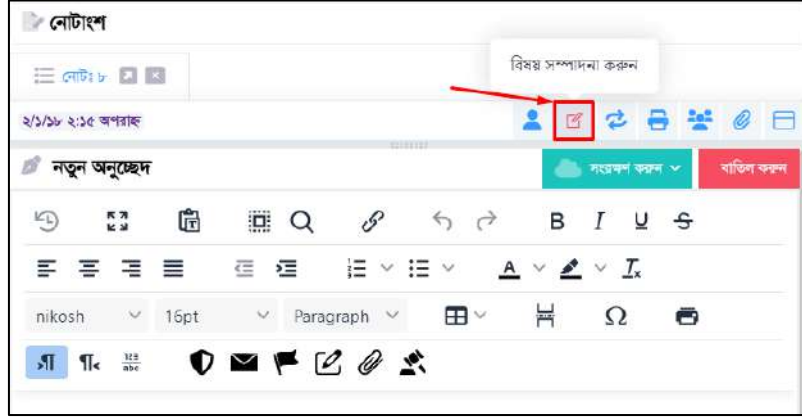 নোটাংশ
বিষয় সম্পাদনা করুন
নোটঃ ৮
২/১/১৮ ২:১৫ অপরাহ্ন
নতুন অনুচ্ছেদ
সংরক্ষণ করুন
বাতিল করুন
B I U S
A
nikosh 16pt Paragraph
Ω